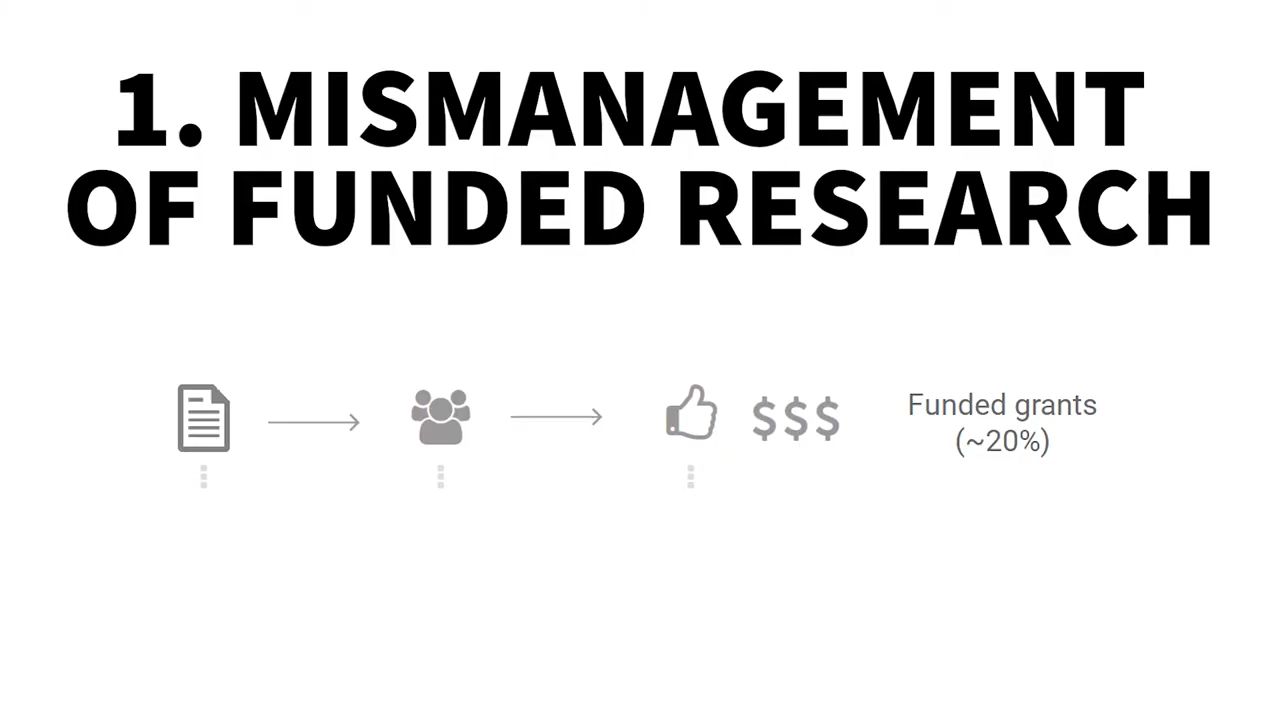 1. MISMANAGEMENT
OF FUNDED RESEARCH
$$$
Funded grants
(~20%)